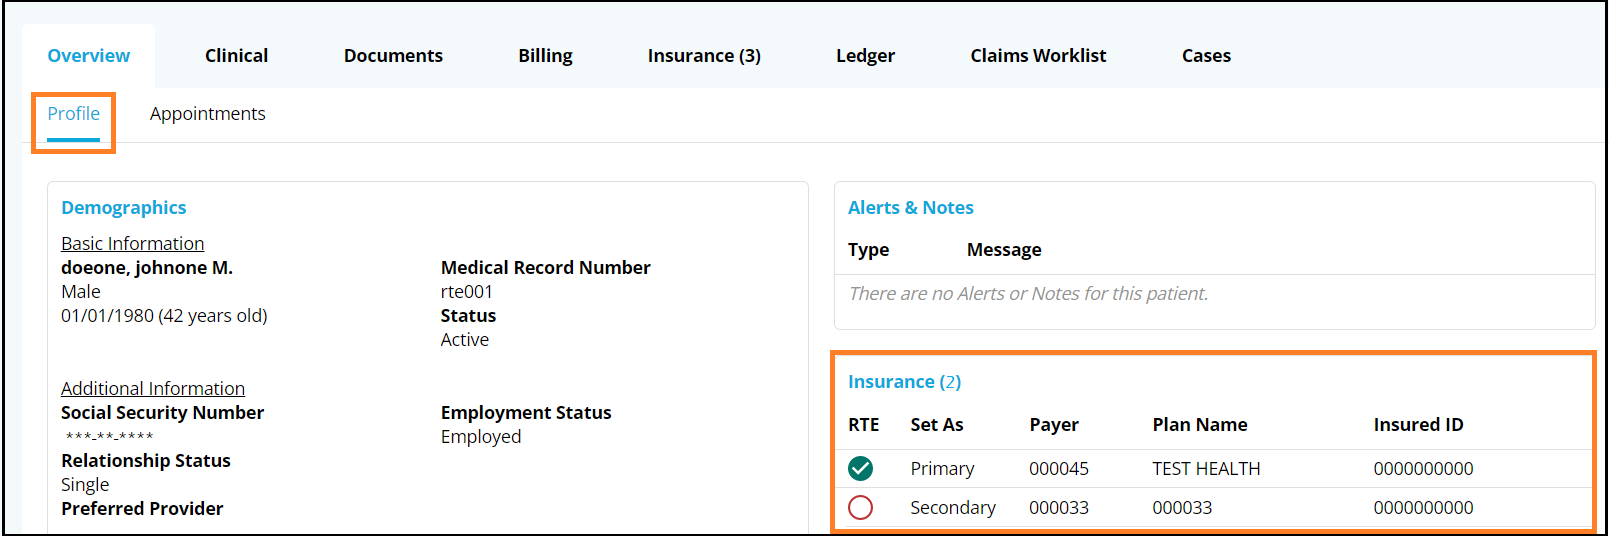 Overview Clinical Documents Billing Insurance (3) Ledger Claims Worklist Cases
Profile Appointments
Demographics
Basic Information
doeone, johnone M.
Male
01/01/1980 (42 years old)
Medical Record Number
rte001
Status
Active
Additional Information
Social Security Number
***-**-****
Relationship Status
Single
Preferred Provider
Employment Status
Employed
Alerts & Notes
Type Message
There are no Alerts or Notes for this patient.
Insurance (2)
RTE Set As Payer Plan Name Insured ID
Primary 000045 TEST HEALTH 0000000000
Secondary 000033 000033 0000000000